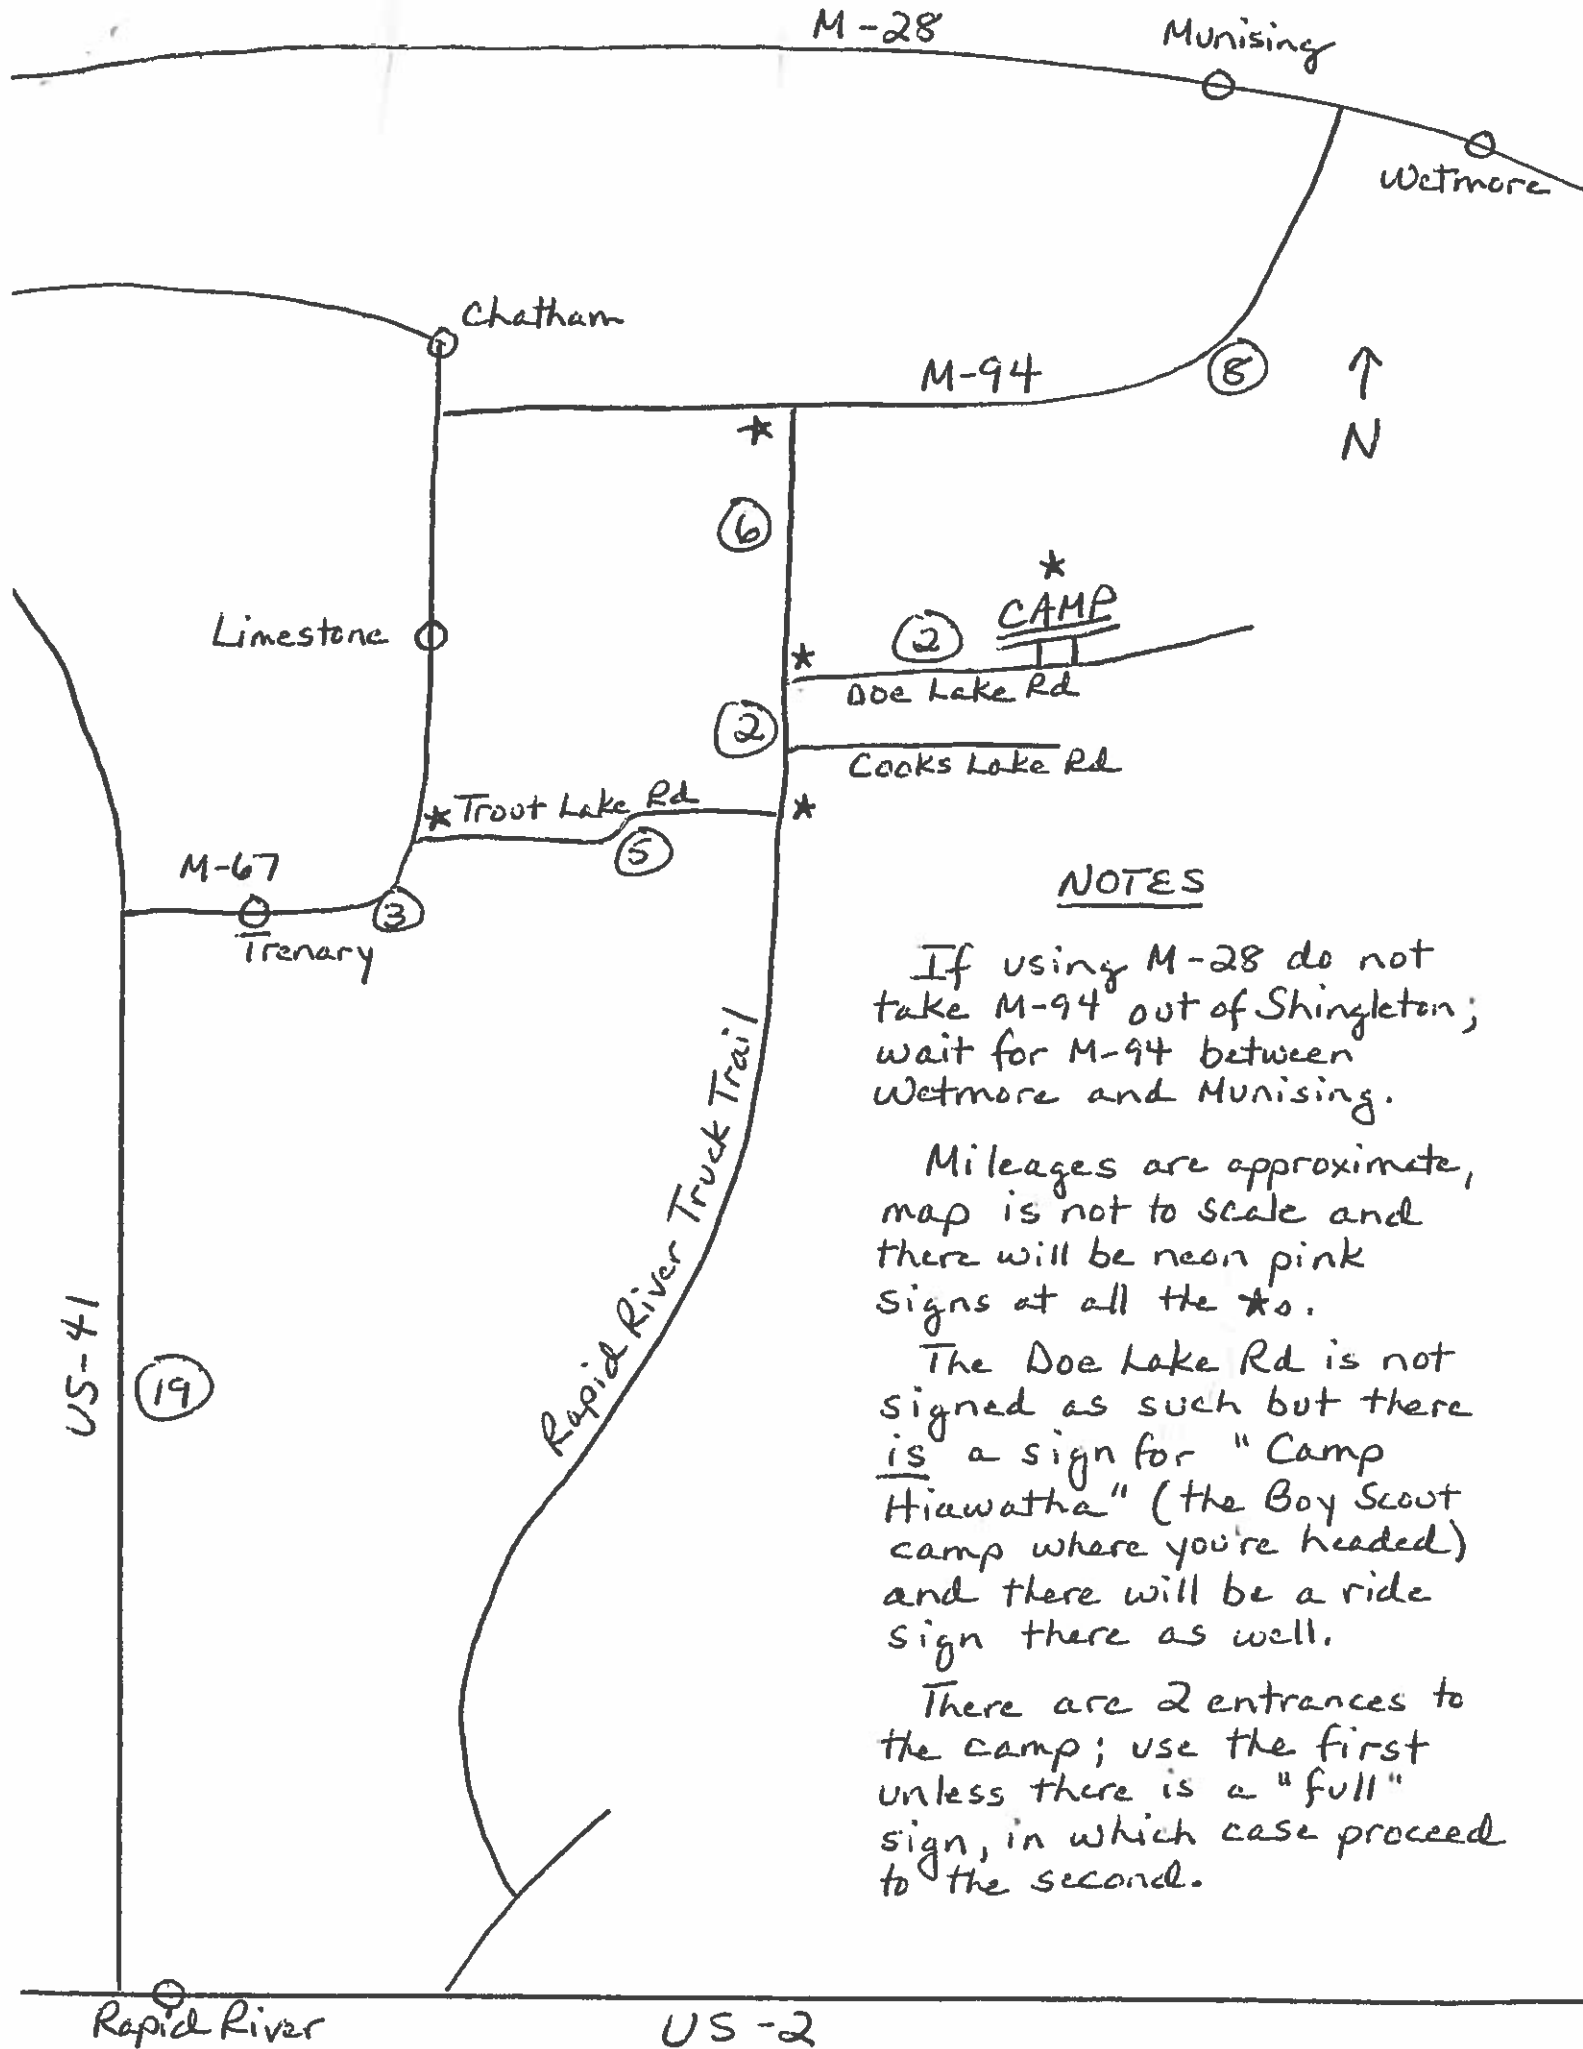 M-28
Munising
Wetmore
Chatham
M-94
8
N
*
6
*
CAMP
Limestone
2
*
Doe Lake Rd
2
Cooks Lake Rd
* Trout Lake Rd
*
5
M-67
3
Trenary
NOTES
If using M-28 do not
take M-94 out of Shingleton;
wait for M-94 between
Wetmore and Munising.
Mileages are approximate,
map is not to scale and
there will be neon pink
signs at all the *s.
The Doe Lake Rd is not
signed as such but there
is a sign for "Camp
Hiawatha" (the Boy Scout
camp where you're headed)
and there will be a ride
sign there as well.
There are 2 entrances to
the camp; use the first
unless there is a "full"
sign, in which case proceed
to the second.
Rapid River Truck Trail
US-41
19
Rapid River
US-2